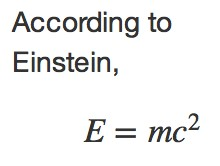 According to
Einstein,
E = mc²